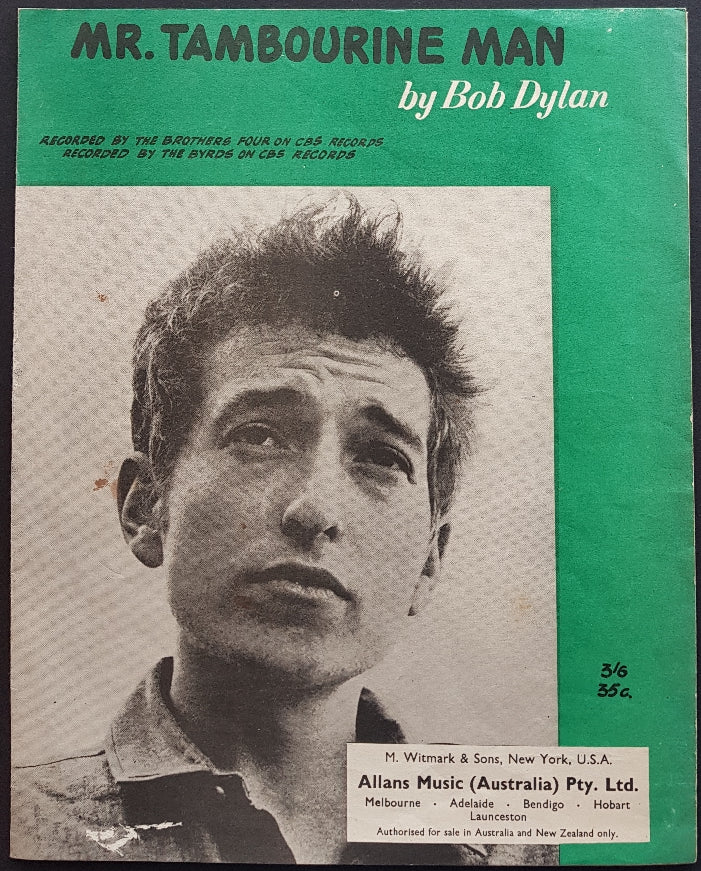 MR. TAMBOURINE MAN
by Bob Dylan
RECORDED BY THE BROTHERS FOUR ON CBS RECORDS
RECORDED BY THE BYRDS ON CBS RECORDS
3/6
35c.
M. Witmark & Sons, New York, U.S.A.
Allans Music (Australia) Pty. Ltd.
Melbourne · Adelaide · Bendigo · Hobart
Launceston
Authorised for sale in Australia and New Zealand only.